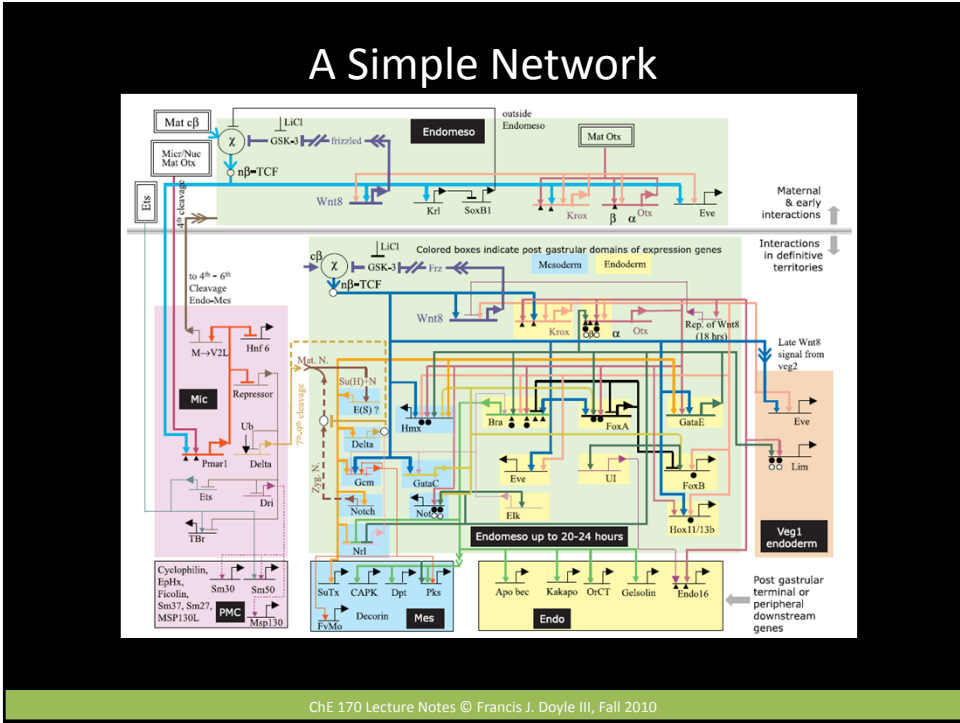 A Simple Network
Mat cβ
χ
LiCl
GSK-3
frizzled
Endomeso
outside
Endomeso
Mat Otx
Micr/Nuc
Mat Otx
nβ-TCF
Ets
4th cleavage
Wnt8
Krl
SoxB1
Krox
β
α
Otx
Eve
Maternal
& early
interactions
Interactions
in definitive
territories
cβ
χ
LiCl
GSK-3
Frz
Colored boxes indicate post gastrular domains of expression genes
Mesoderm
Endoderm
nβ-TCF
to 4th - 6th
Cleavage
Endo-Mes
Wnt8
Krox
α
Otx
Rep. of Wnt8
(18 hrs)
Late Wnt8
signal from
veg2
M→V2L
Hnf 6
Repressor
Mic
Ub
Pmar1
Delta
7th-9th cleavage
Mat. N.
Su(H)+N
E(S) ?
Hmx
Bra
FoxA
GataE
Eve
Delta
Lim
Gcm
GataC
Eve
UI
FoxB
Zyg. N.
Notch
Not
Elk
Hox11/13b
Ets
Dri
TBr
Nrl
Endomeso up to 20-24 hours
Veg1
endoderm
Cyclophilin,
EpHx,
Ficolin,
Sm37, Sm27,
MSP130L
Sm30
Sm50
PMC
Msp130
SuTx
CAPK
Dpt
Pks
FvMo
Decorin
Mes
Apo bec
Kakapo
OrCT
Gelsolin
Endo16
Endo
Post gastrular
terminal or
peripheral
downstream
genes
ChE 170 Lecture Notes © Francis J. Doyle III, Fall 2010